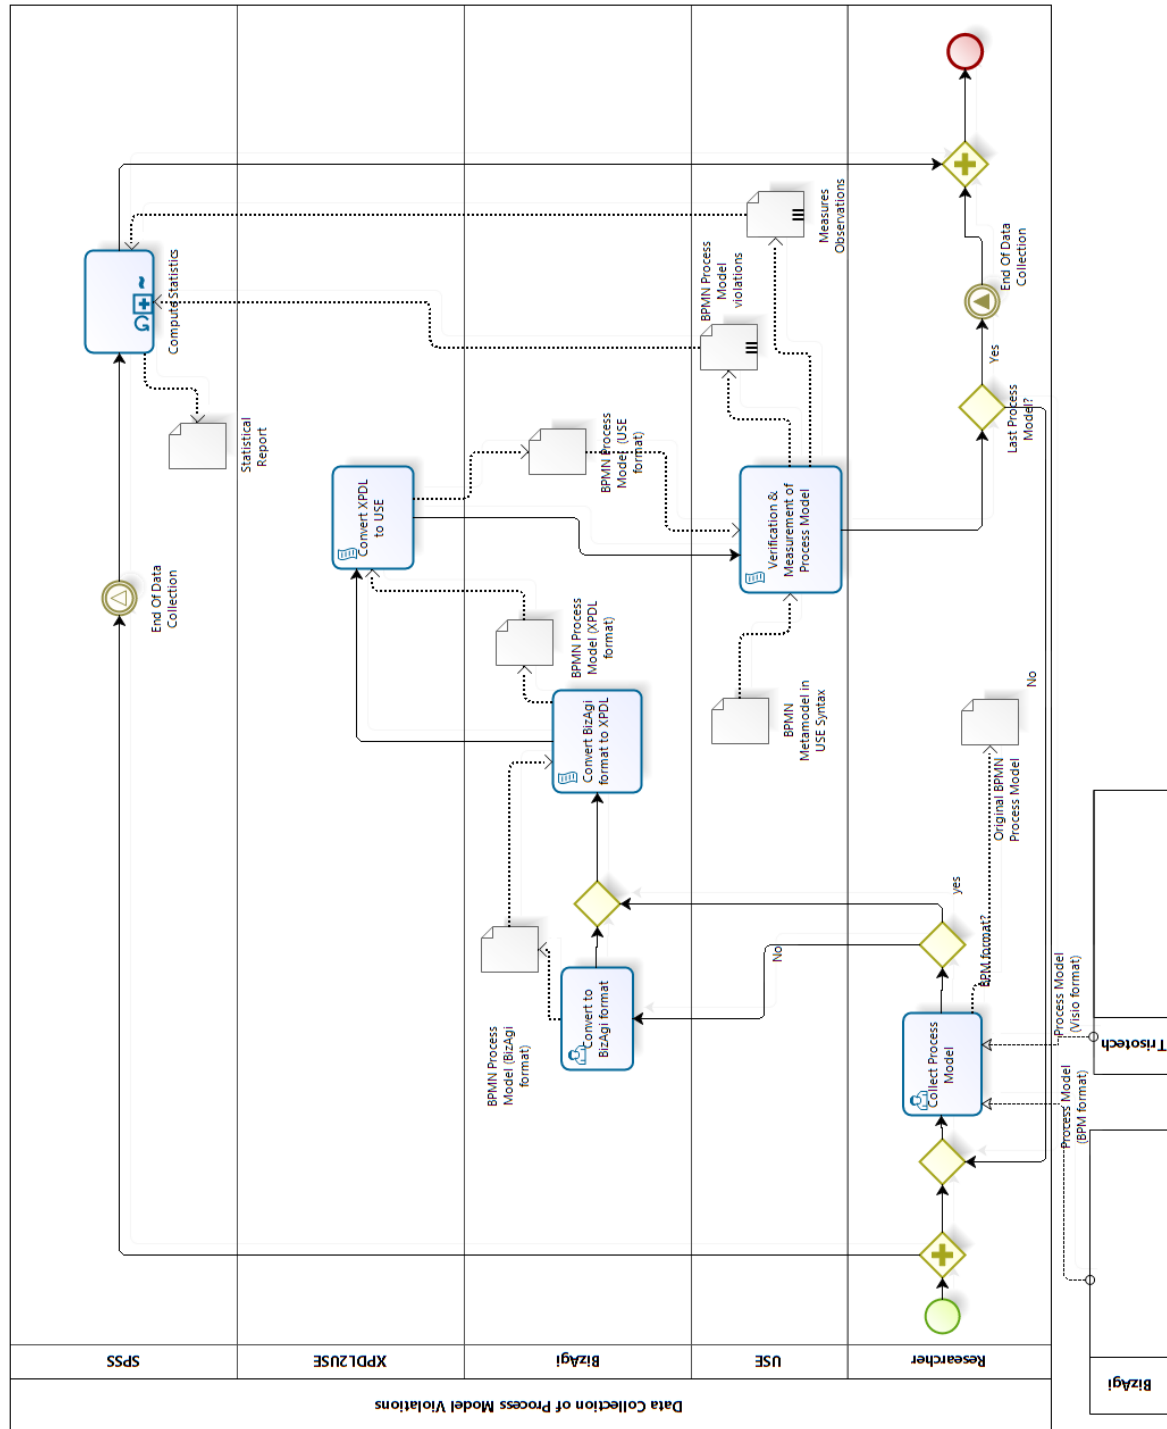 Compute Statistics
Statistical
Report
End Of Data
Collection
Convert XPDL
to USE
BPMN Process
Model (USE
format)
BPMN Process
Model (XPDL
format)
Convert BizAgi
format to XPDL
BPMN Process
Model (BizAgi
format)
Convert to
BizAgi format
Measures
Observations
BPMN Process
Model
violations
Verification &
Measurement of
Process Model
BPMN
Metamodel in
USE Syntax
End Of Data
Collection
Yes
Last Process
Model?
No
Original BPMN
Process Model
yes
BPM format?
No
Collect Process
Model
Process Model
(Visio format)
Process Model
(BPM format)
SPSS
XPDL2USE
BizAgi
USE
Researcher
Data Collection of Process Model Violations
Trisotech
BizAgi